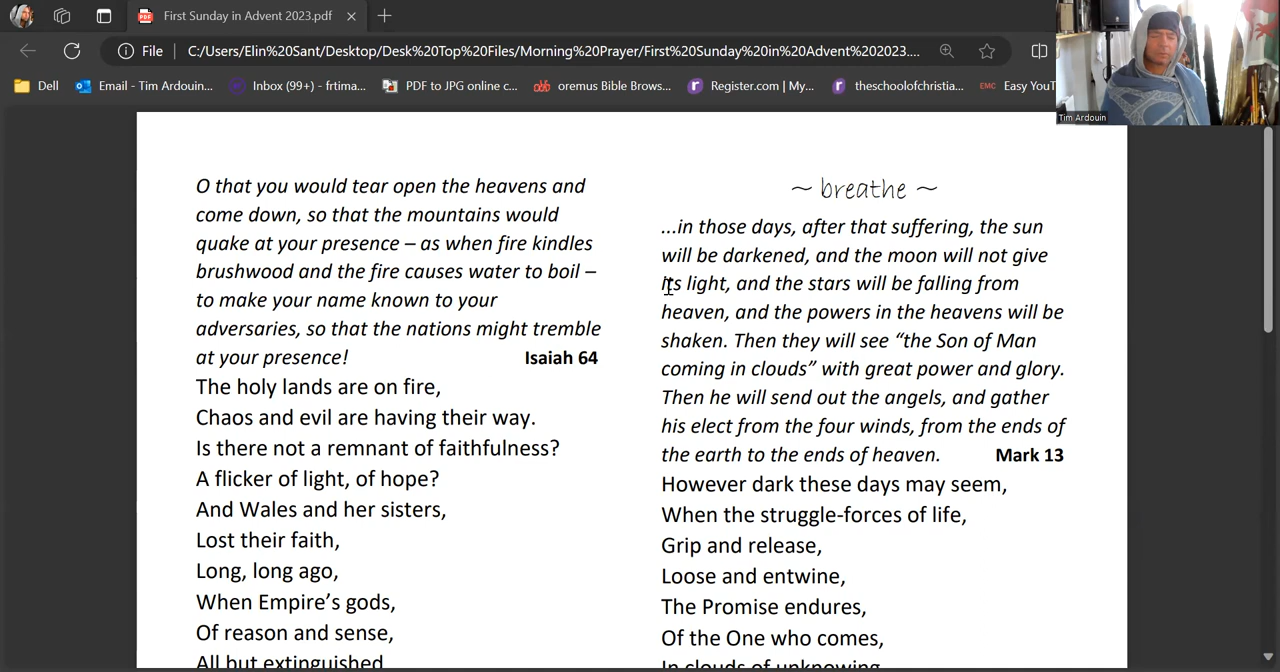 First Sunday in Advent 2023.pdf
File
C:/Users/Elin%20Sant/Desktop/Desk%20Top%20Files/Morning%20Prayer/First%20Sunday%20in%20Advent%202023....
Dell
Email - Tim Ardouin...
Inbox (99+) - frtima...
PDF to JPG online c...
oremus Bible Brows...
Register.com | My...
theschoolofchristia...
EMC Easy YouT
Tim Ardouin
O that you would tear open the heavens and
come down, so that the mountains would
quake at your presence – as when fire kindles
brushwood and the fire causes water to boil –
to make your name known to your
adversaries, so that the nations might tremble
at your presence! Isaiah 64
The holy lands are on fire,
Chaos and evil are having their way.
Is there not a remnant of faithfulness?
A flicker of light, of hope?
And Wales and her sisters,
Lost their faith,
Long, long ago,
When Empire’s gods,
Of reason and sense,
All but extinguished
~ breathe ~
...in those days, after that suffering, the sun
will be darkened, and the moon will not give
its light, and the stars will be falling from
heaven, and the powers in the heavens will be
shaken. Then they will see “the Son of Man
coming in clouds” with great power and glory.
Then he will send out the angels, and gather
his elect from the four winds, from the ends of
the earth to the ends of heaven. Mark 13
However dark these days may seem,
When the struggle-forces of life,
Grip and release,
Loose and entwine,
The Promise endures,
Of the One who comes,
In clouds of unknowing